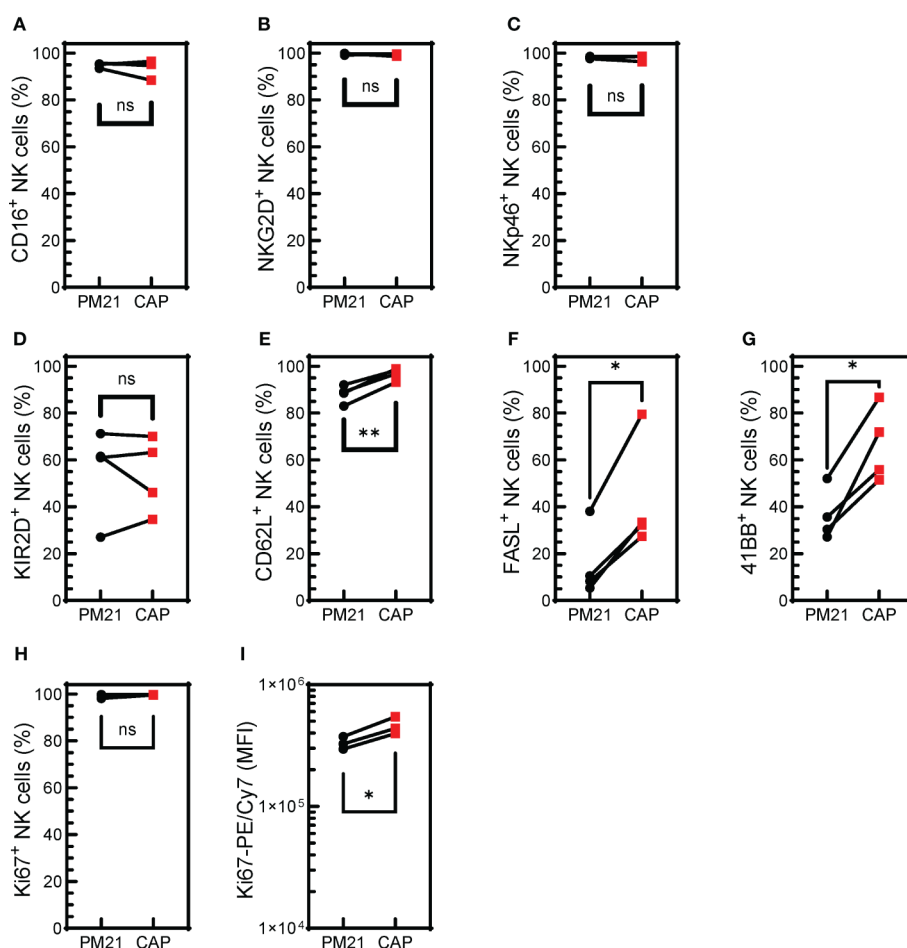 A
CD16⁺ NK cells (%)
100
80
60
40
20
0
ns
PM21 CAP
B
NKG2D⁺ NK cells (%)
100
80
60
40
20
0
ns
PM21 CAP
C
NKp46⁺ NK cells (%)
100
80
60
40
20
0
ns
PM21 CAP
D
KIR2D⁺ NK cells (%)
100
80
60
40
20
0
ns
PM21 CAP
E
CD62L⁺ NK cells (%)
100
80
60
40
20
0
**
PM21 CAP
F
FASL⁺ NK cells (%)
100
80
60
40
20
0
*
PM21 CAP
G
41BB⁺ NK cells (%)
100
80
60
40
20
0
*
PM21 CAP
H
Ki67⁺ NK cells (%)
100
80
60
40
20
0
ns
PM21 CAP
I
Ki67-PE/Cy7 (MFI)
1×10⁶
1×10⁵
1×10⁴
*
PM21 CAP